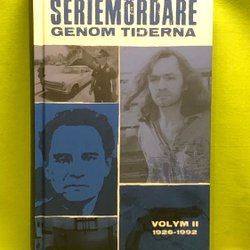 SERIEMÖRDARE
GENOM TIDERNA
VOLYM II
1926-1992